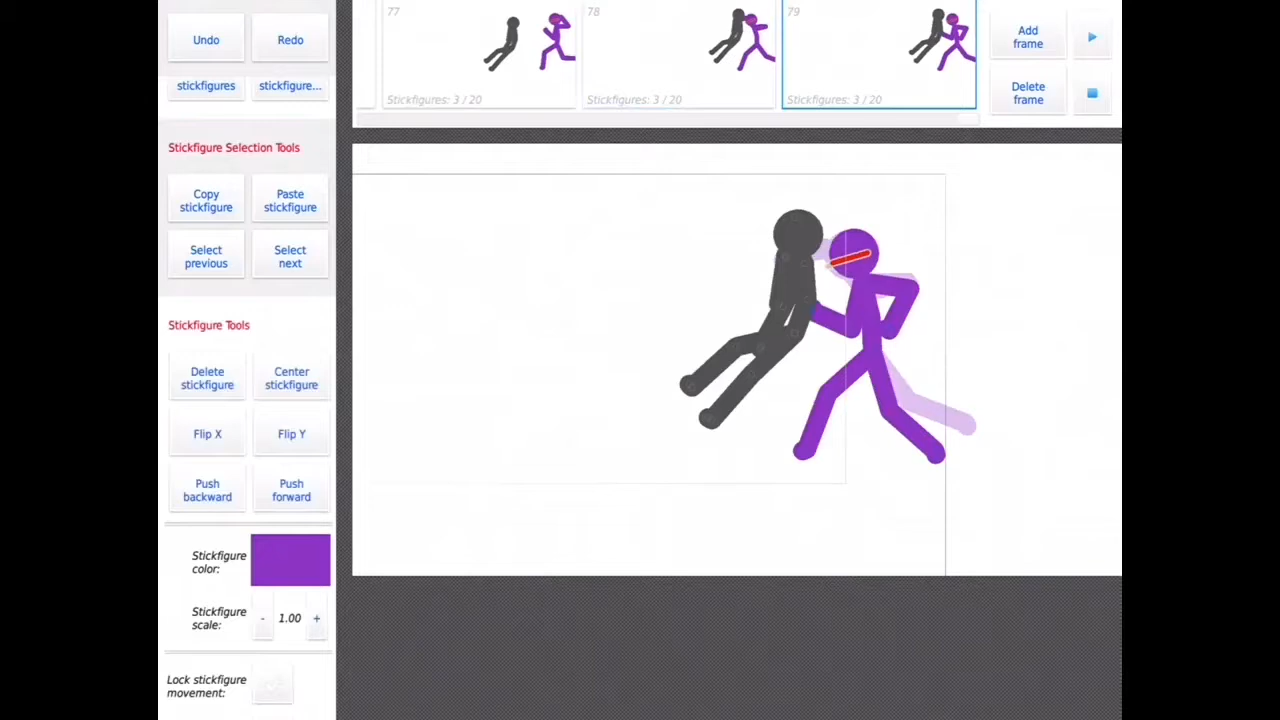 Undo
Redo
stickfigures
stickfigure...
Stickfigure Selection Tools
Copy
stickfigure
Paste
stickfigure
Select
previous
Select
next
Stickfigure Tools
Delete
stickfigure
Center
stickfigure
Flip X
Flip Y
Push
backward
Push
forward
Stickfigure
color:
Stickfigure
scale:
- 1.00 +
Lock stickfigure
movement:
77
Stickfigures: 3 / 20
78
Stickfigures: 3 / 20
79
Stickfigures: 3 / 20
Add
frame
Delete
frame